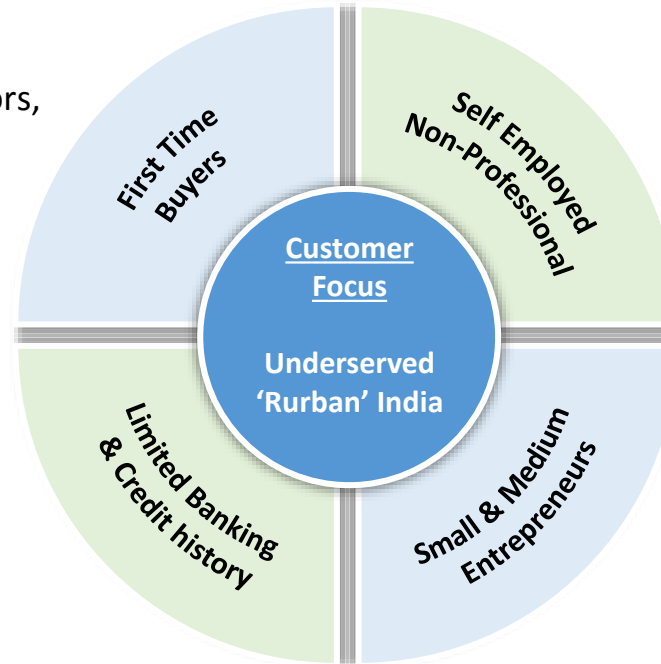 ors,
First Time
Buyers
Self Employed
Non-Professional
Customer
Focus
Underserved
‘Rurban’ India
Limited Banking
& Credit history
Small & Medium
Entrepreneurs